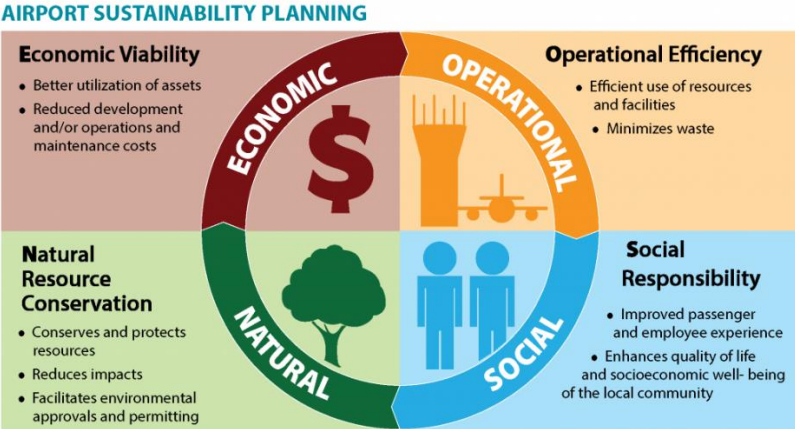 AIRPORT SUSTAINABILITY PLANNING
Economic Viability
• Better utilization of assets
• Reduced development
and/or operations and
maintenance costs
ECONOMIC
OPERATIONAL
Operational Efficiency
• Efficient use of resources
and facilities
• Minimizes waste
Natural
Resource
Conservation
• Conserves and protects
resources
• Reduces impacts
• Facilitates environmental
approvals and permitting
NATURAL
SOCIAL
Social
Responsibility
• Improved passenger
and employee experience
• Enhances quality of life
and socioeconomic well- being
of the local community